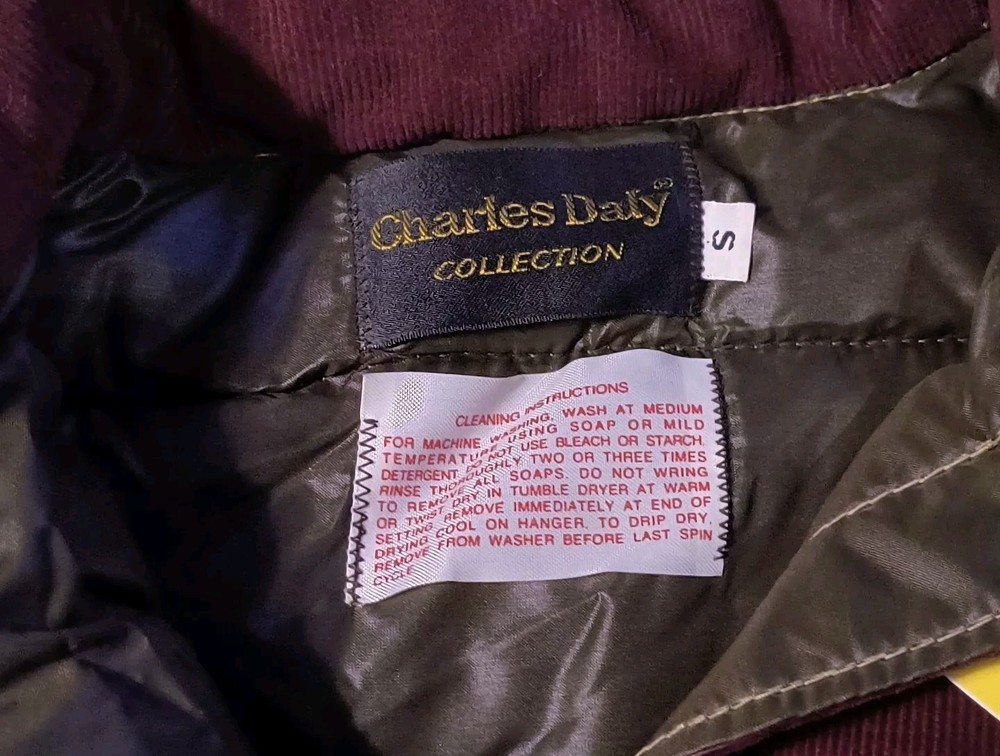 Charles Daly®
COLLECTION
S
CLEANING INSTRUCTIONS
FOR MACHINE WASHING, WASH AT MEDIUM
TEMPERATURE USING SOAP OR MILD
DETERGENT DO NOT USE BLEACH OR STARCH.
RINSE THOROUGHLY TWO OR THREE TIMES
TO REMOVE ALL SOAPS. DO NOT WRING
OR TWIST. DRY IN TUMBLE DRYER AT WARM
SETTING. REMOVE IMMEDIATELY AT END OF
DRYING COOL ON HANGER. TO DRIP DRY,
REMOVE FROM WASHER BEFORE LAST SPIN
CYCLE